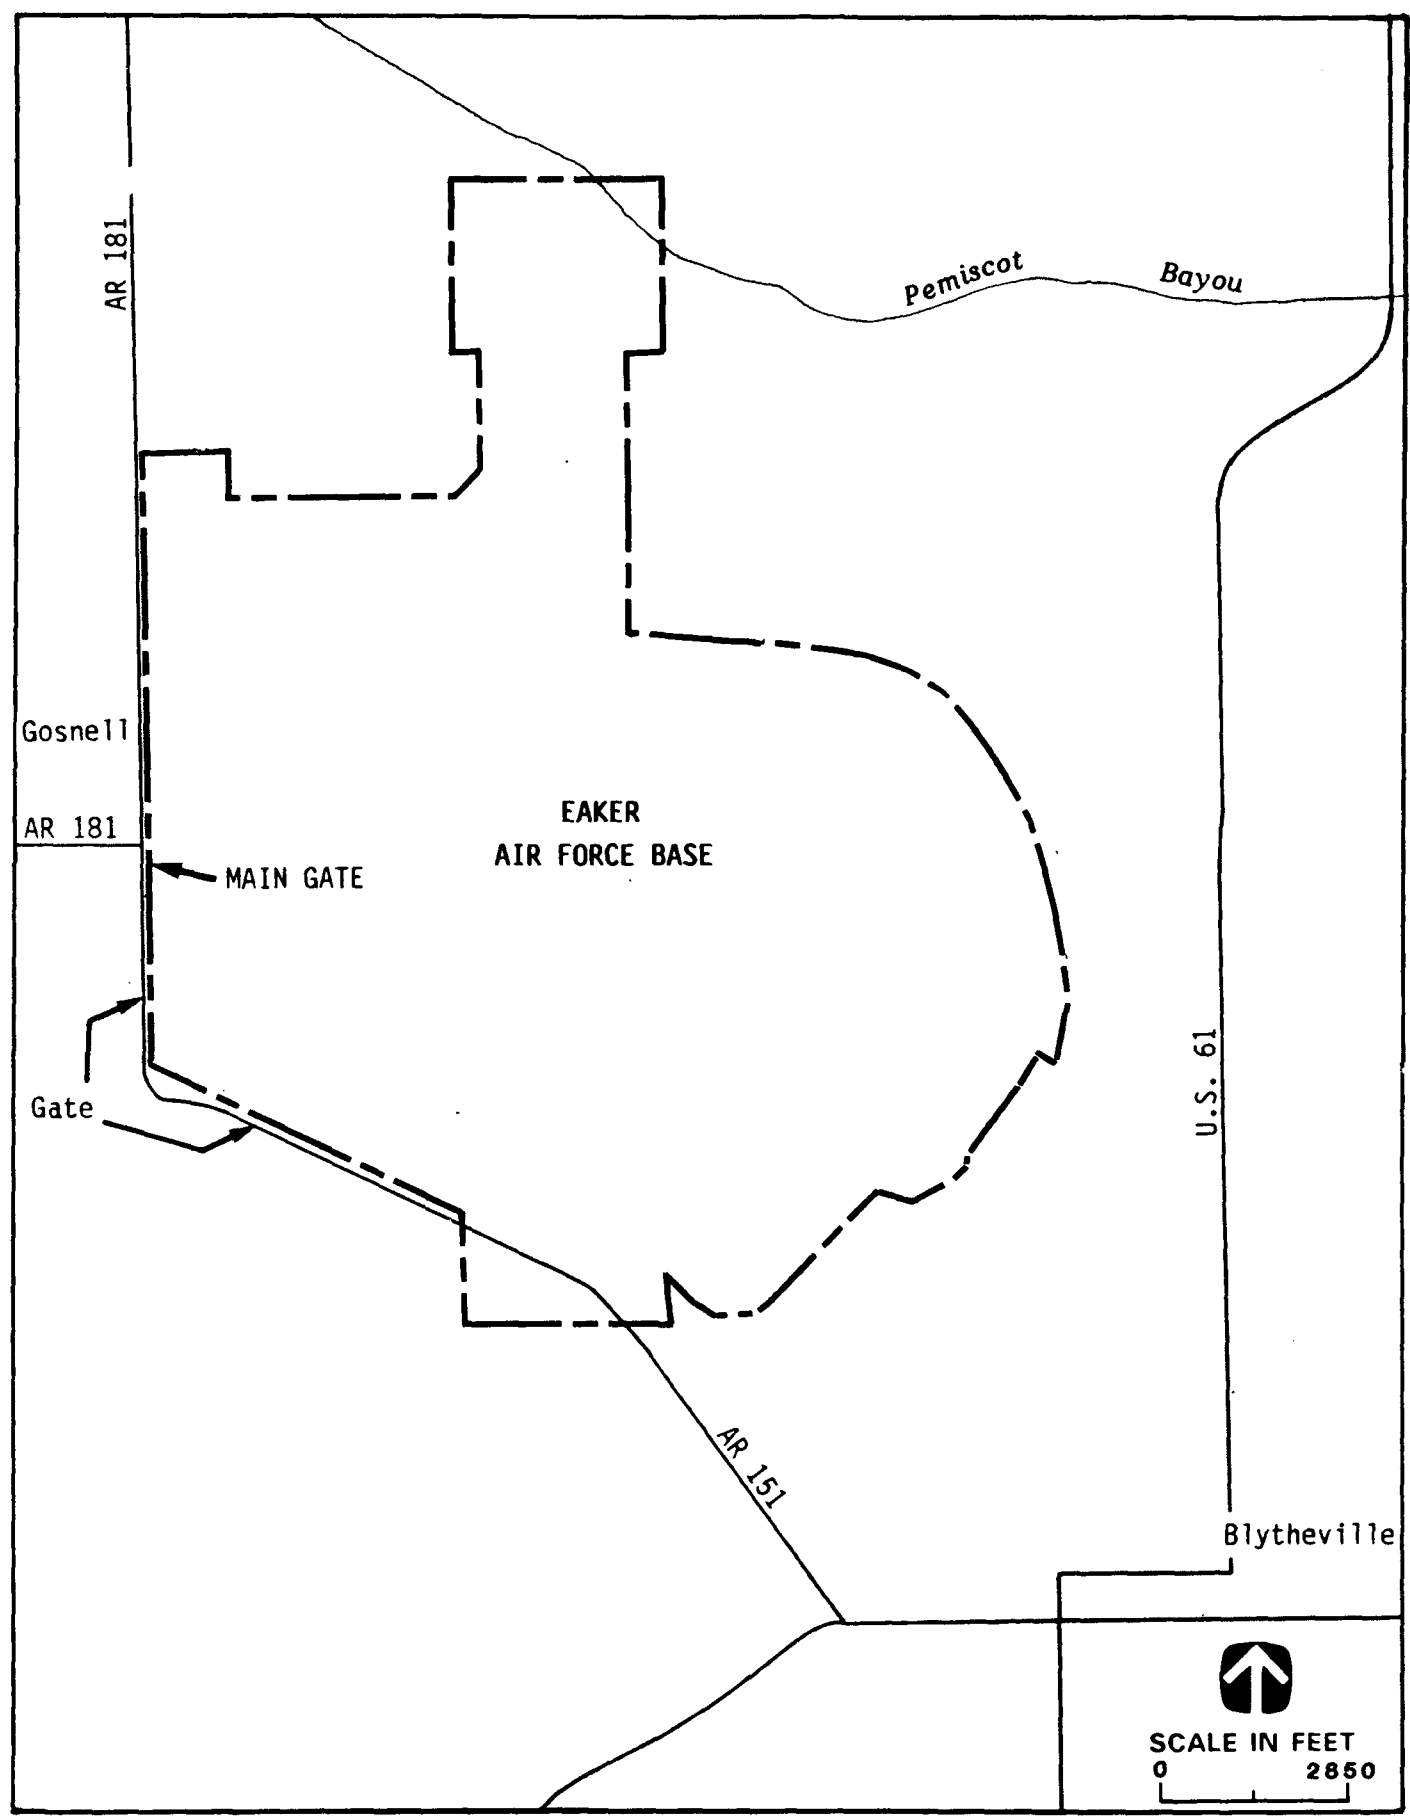 AR 181
Pemiscot Bayou
Gosnell
AR 181
EAKER
AIR FORCE BASE
MAIN GATE
U.S. 61
Gate
AR 151
Blytheville
SCALE IN FEET
0 2850